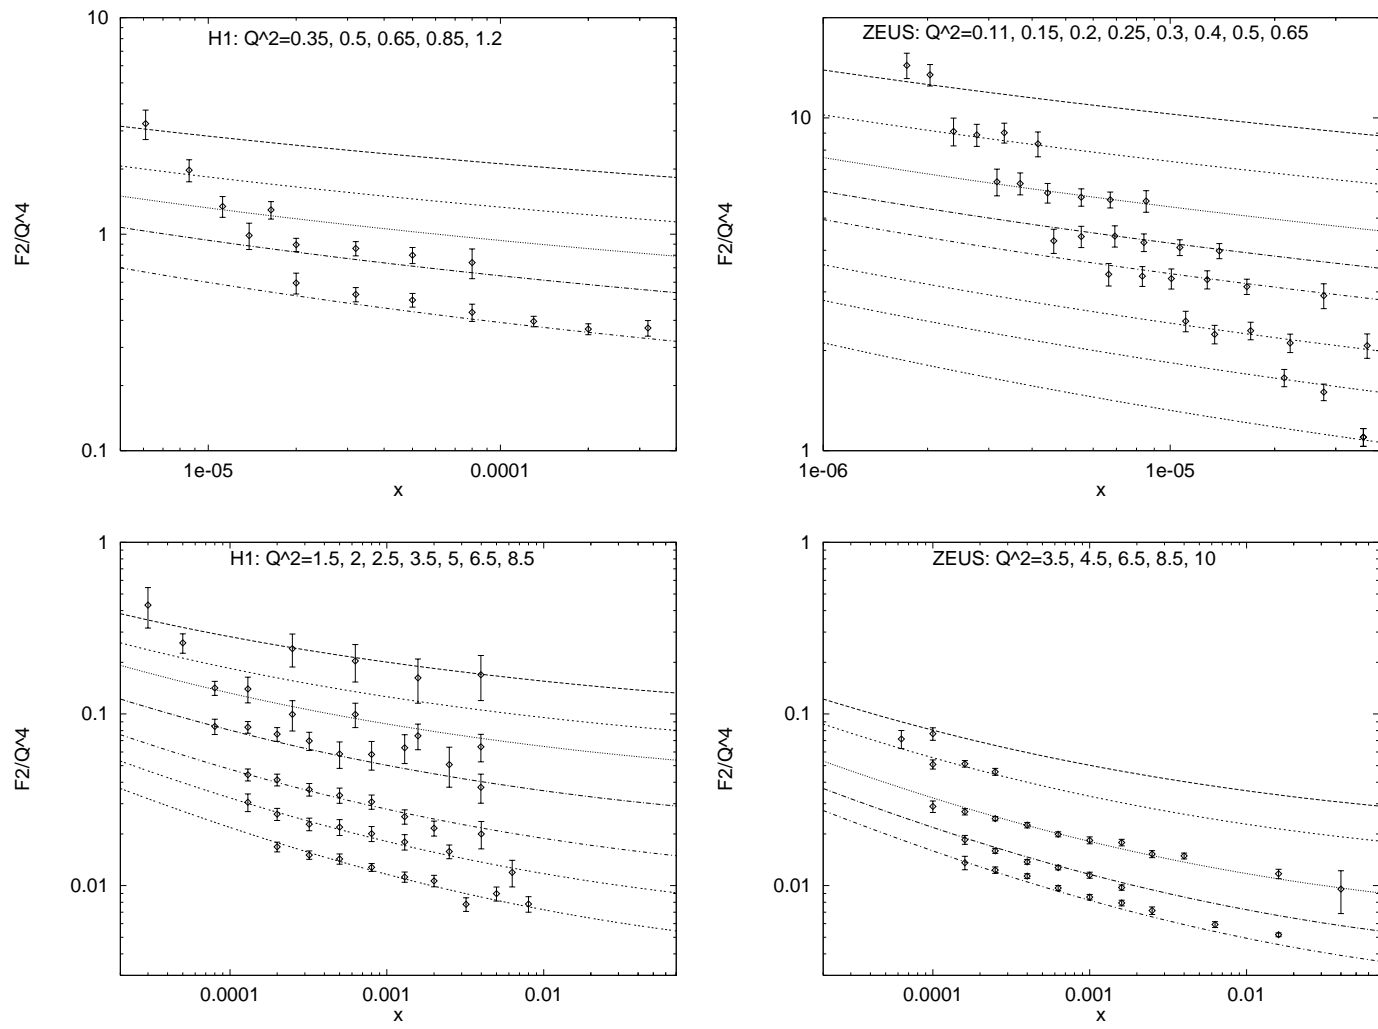 10
H1: Q^2=0.35, 0.5, 0.65, 0.85, 1.2
F2/Q^4
1
0.1
1e-05
0.0001
x
ZEUS: Q^2=0.11, 0.15, 0.2, 0.25, 0.3, 0.4, 0.5, 0.65
10
F2/Q^4
1
1e-06
1e-05
x
1
H1: Q^2=1.5, 2, 2.5, 3.5, 5, 6.5, 8.5
0.1
F2/Q^4
0.01
0.0001
0.001
0.01
x
1
ZEUS: Q^2=3.5, 4.5, 6.5, 8.5, 10
0.1
F2/Q^4
0.01
0.0001
0.001
0.01
x